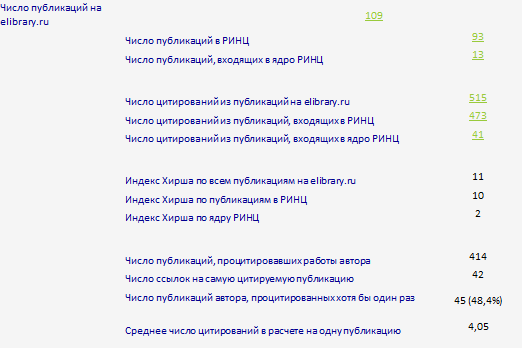 Число публикаций на
elibrary.ru
109
Число публикаций в РИНЦ 93
Число публикаций, входящих в ядро РИНЦ 13
Число цитирований из публикаций на elibrary.ru 515
Число цитирований из публикаций, входящих в РИНЦ 473
Число цитирований из публикаций, входящих в ядро РИНЦ 41
Индекс Хирша по всем публикациям на elibrary.ru 11
Индекс Хирша по публикациям в РИНЦ 10
Индекс Хирша по ядру РИНЦ 2
Число публикаций, процитировавших работы автора 414
Число ссылок на самую цитируемую публикацию 42
Число публикаций автора, процитированных хотя бы один раз 45 (48,4%)
Среднее число цитирований в расчете на одну публикацию 4,05